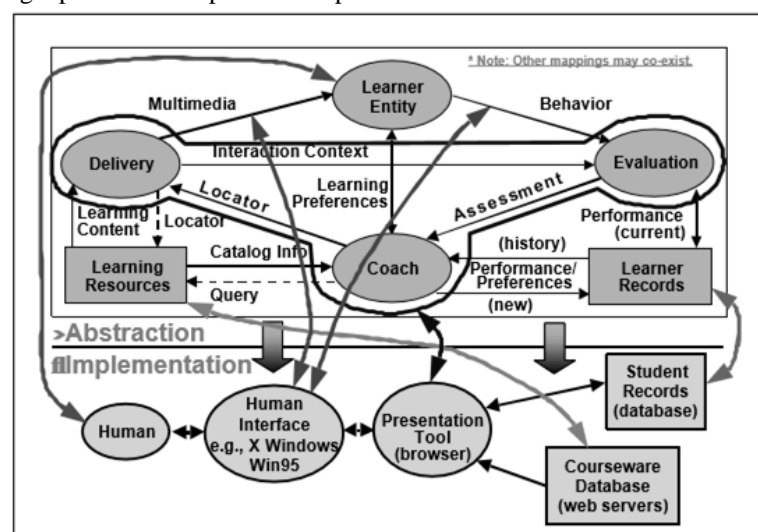 * Note: Other mappings may co-exist.
Learner
Entity
Multimedia
Behavior
Delivery
Interaction Context
Evaluation
Learning
Preferences
Locator
Assessment
Learning
Content
Locator
Performance
(current)
Catalog Info
(history)
Learning
Resources
Coach
Performance/
Preferences
Learner
Records
Query
(new)
>Abstraction
Implementation
Student
Records
(database)
Human
Human
Interface
e.g., X Windows
Win95
Presentation
Tool
(browser)
Courseware
Database
(web servers)